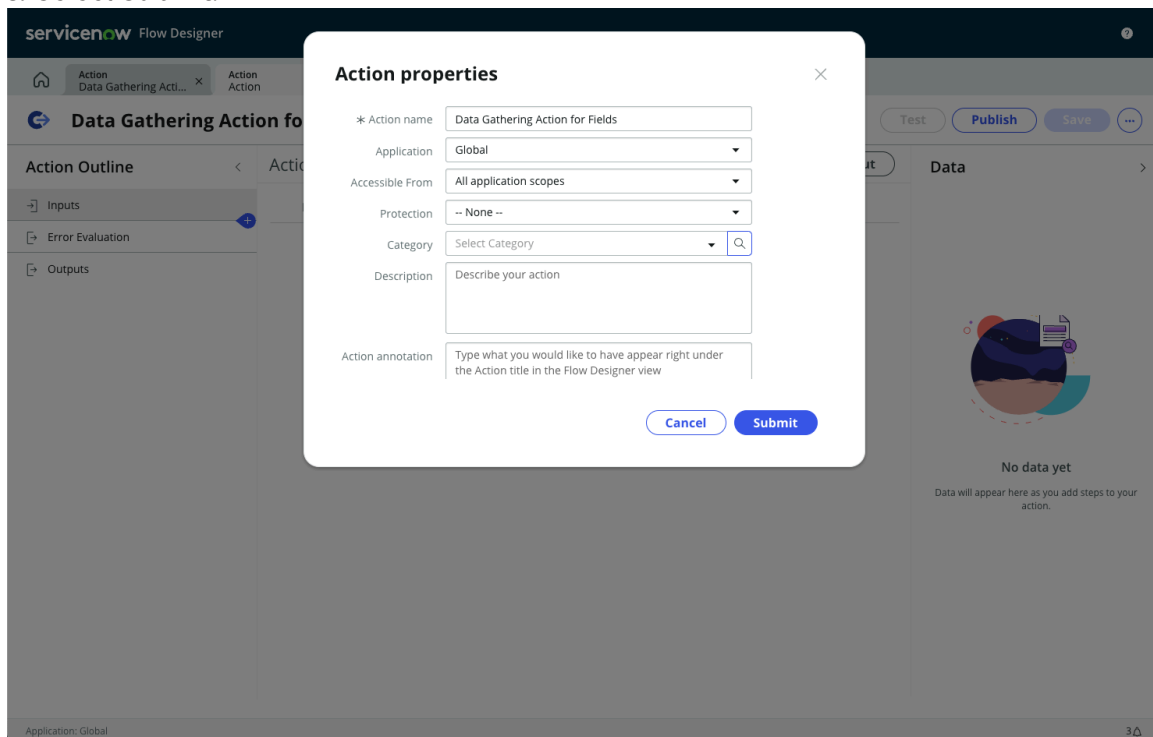 servicenow Flow Designer
Action
Data Gathering Acti...
Action
Action
Data Gathering Action fo
Test
Publish
Save
Action Outline
Inputs
Error Evaluation
Outputs
Action properties
Action name
Data Gathering Action for Fields
Application
Global
Accessible From
All application scopes
Protection
-- None --
Category
Select Category
Description
Describe your action
Action annotation
Type what you would like to have appear right under
the Action title in the Flow Designer view
Cancel
Submit
Data
No data yet
Data will appear here as you add steps to your
action.
Application: Global
3